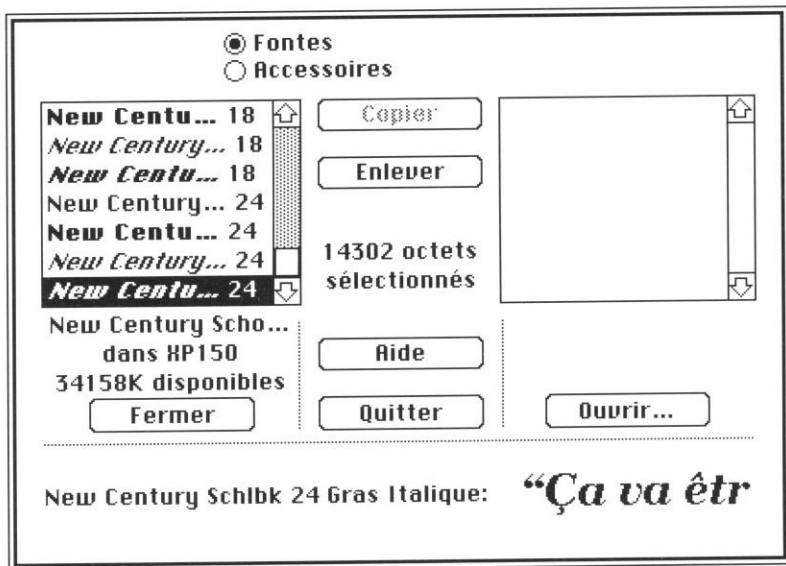 Fontes
Accessoires
New Centu... 18
New Century... 18
New Centu... 18
New Century... 24
New Centu... 24
New Century... 24
New Centu... 24
Copier
Enlever
14302 octets
sélectionnés
New Century Scho...
dans XP150
34158K disponibles
Fermer
Aide
Quitter
Ouvrir...
New Century Schlbk 24 Gras Italique:
“Ça va êtr